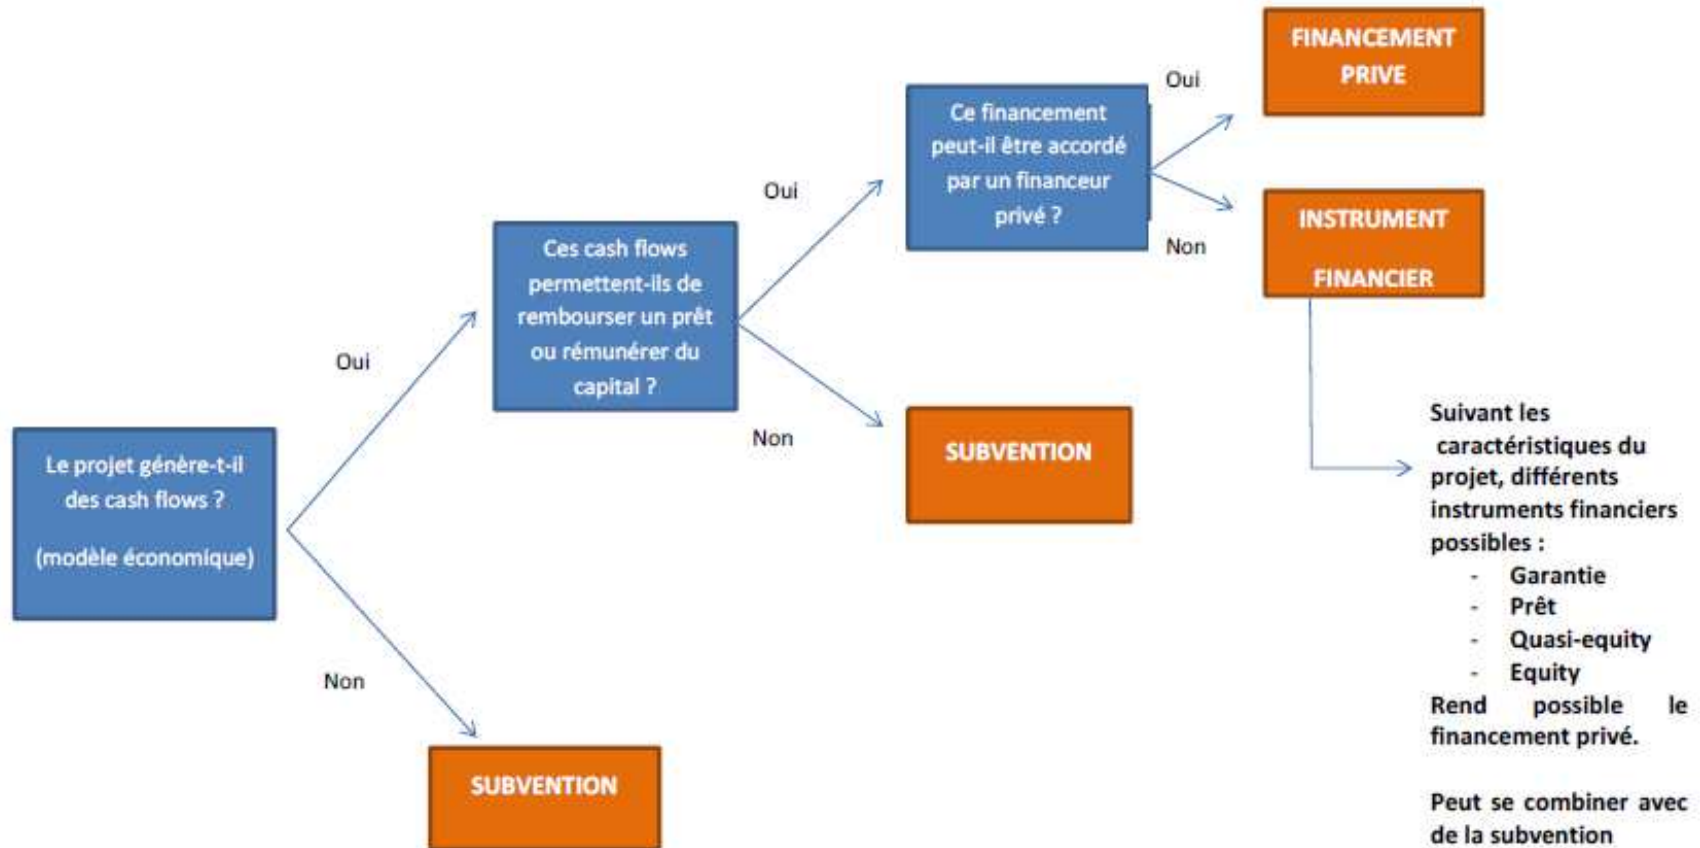 Le projet génère-t-il
des cash flows ?
(modèle économique)
Oui
Non
SUBVENTION
Ces cash flows
permettent-ils de
rembourser un prêt
ou rémunérer du
capital ?
Oui
Non
SUBVENTION
Ce financement
peut-il être accordé
par un financeur
privé ?
Oui
Non
FINANCEMENT
PRIVE
INSTRUMENT
FINANCIER
Suivant les
caractéristiques du
projet, différents
instruments financiers
possibles :
- Garantie
- Prêt
- Quasi-equity
- Equity
Rend possible le
financement privé.
Peut se combiner avec
de la subvention